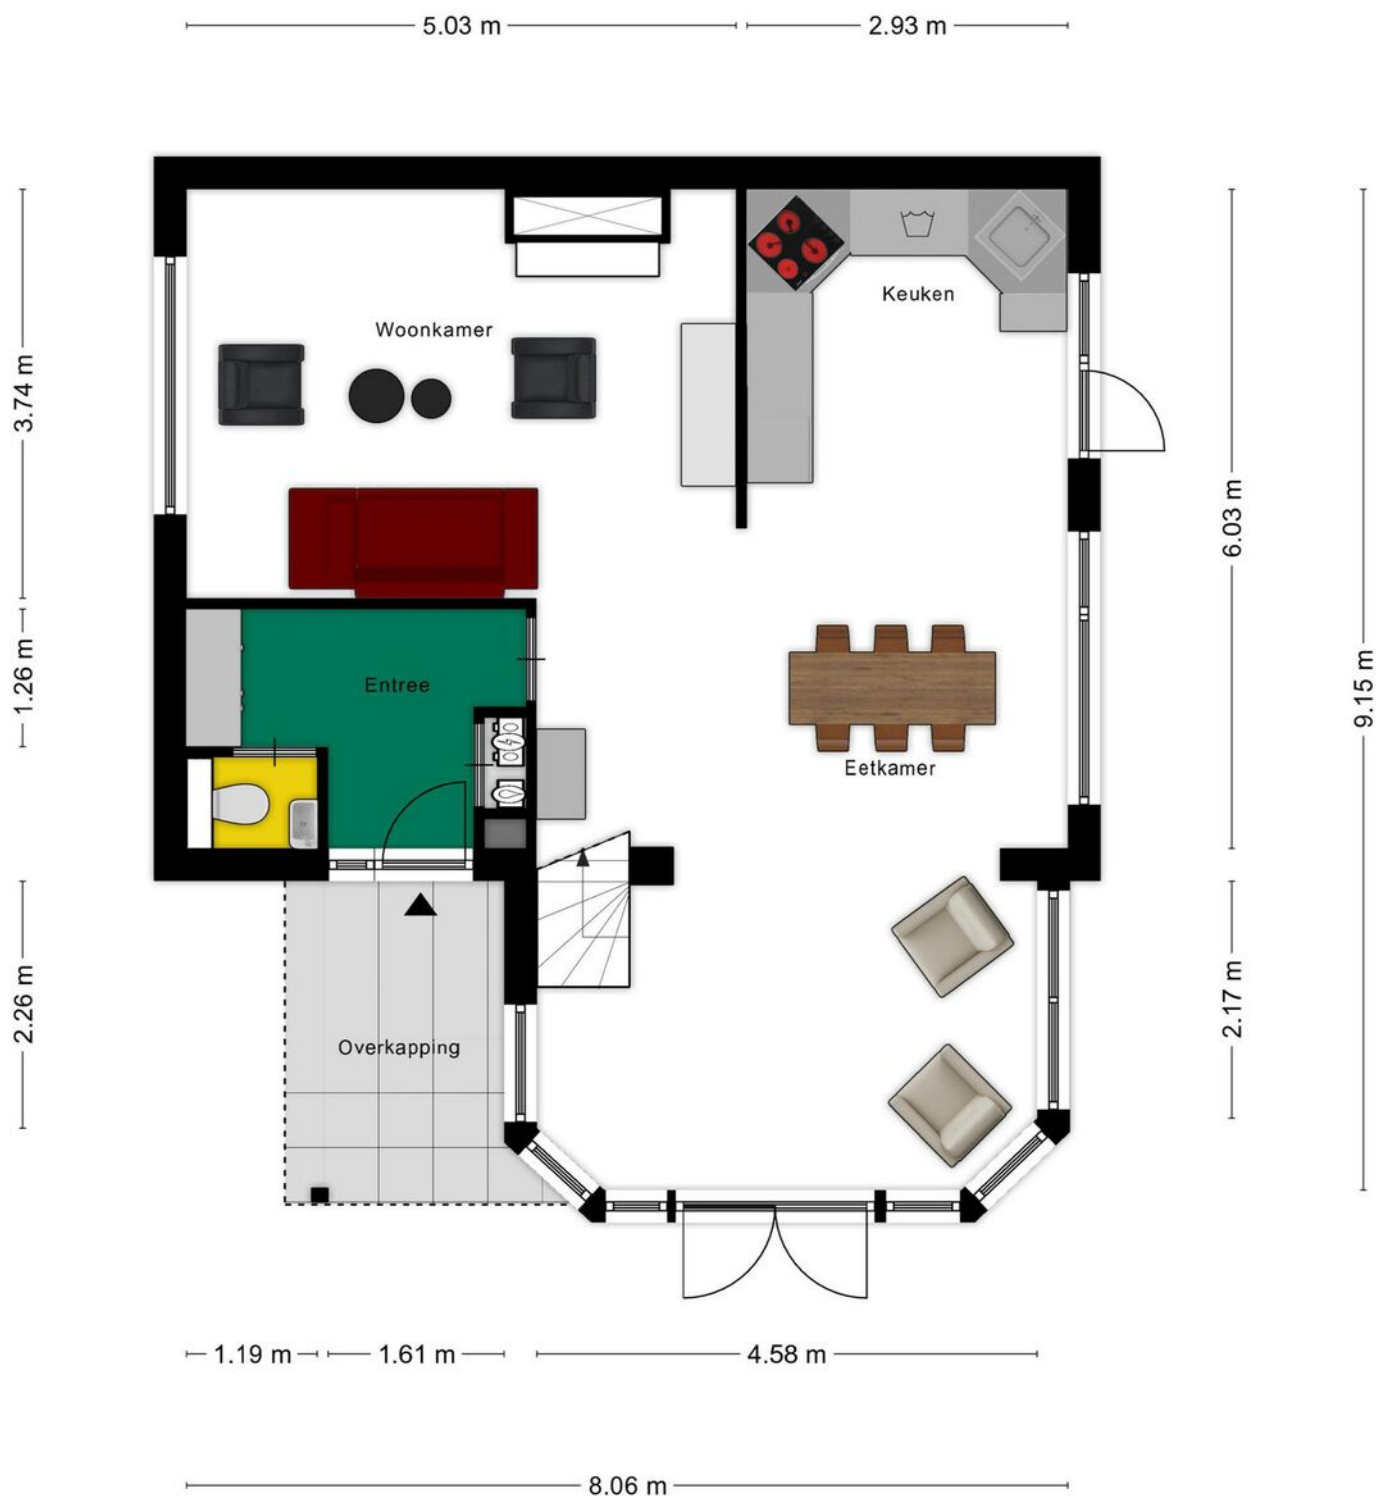 5.03 m
2.93 m
Keuken
Woonkamer
3.74 m
6.03 m
1.26 m
Entree
9.15 m
Eetkamer
2.26 m
2.17 m
Overkapping
1.19 m
1.61 m
4.58 m
8.06 m